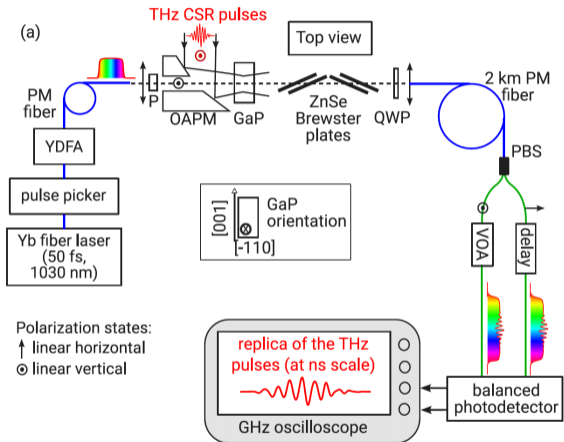 (a)
THz CSR pulses
Top view
PM
fiber
P
OAPM
GaP
ZnSe
Brewster
plates
QWP
2 km PM
fiber
PBS
YDFA
pulse picker
Yb fiber laser
(50 fs,
1030 nm)
[001]
GaP
orientation
[-110]
VOA
delay
Polarization states:
linear horizontal
linear vertical
replica of the THz
pulses (at ns scale)
GHz oscilloscope
balanced
photodetector